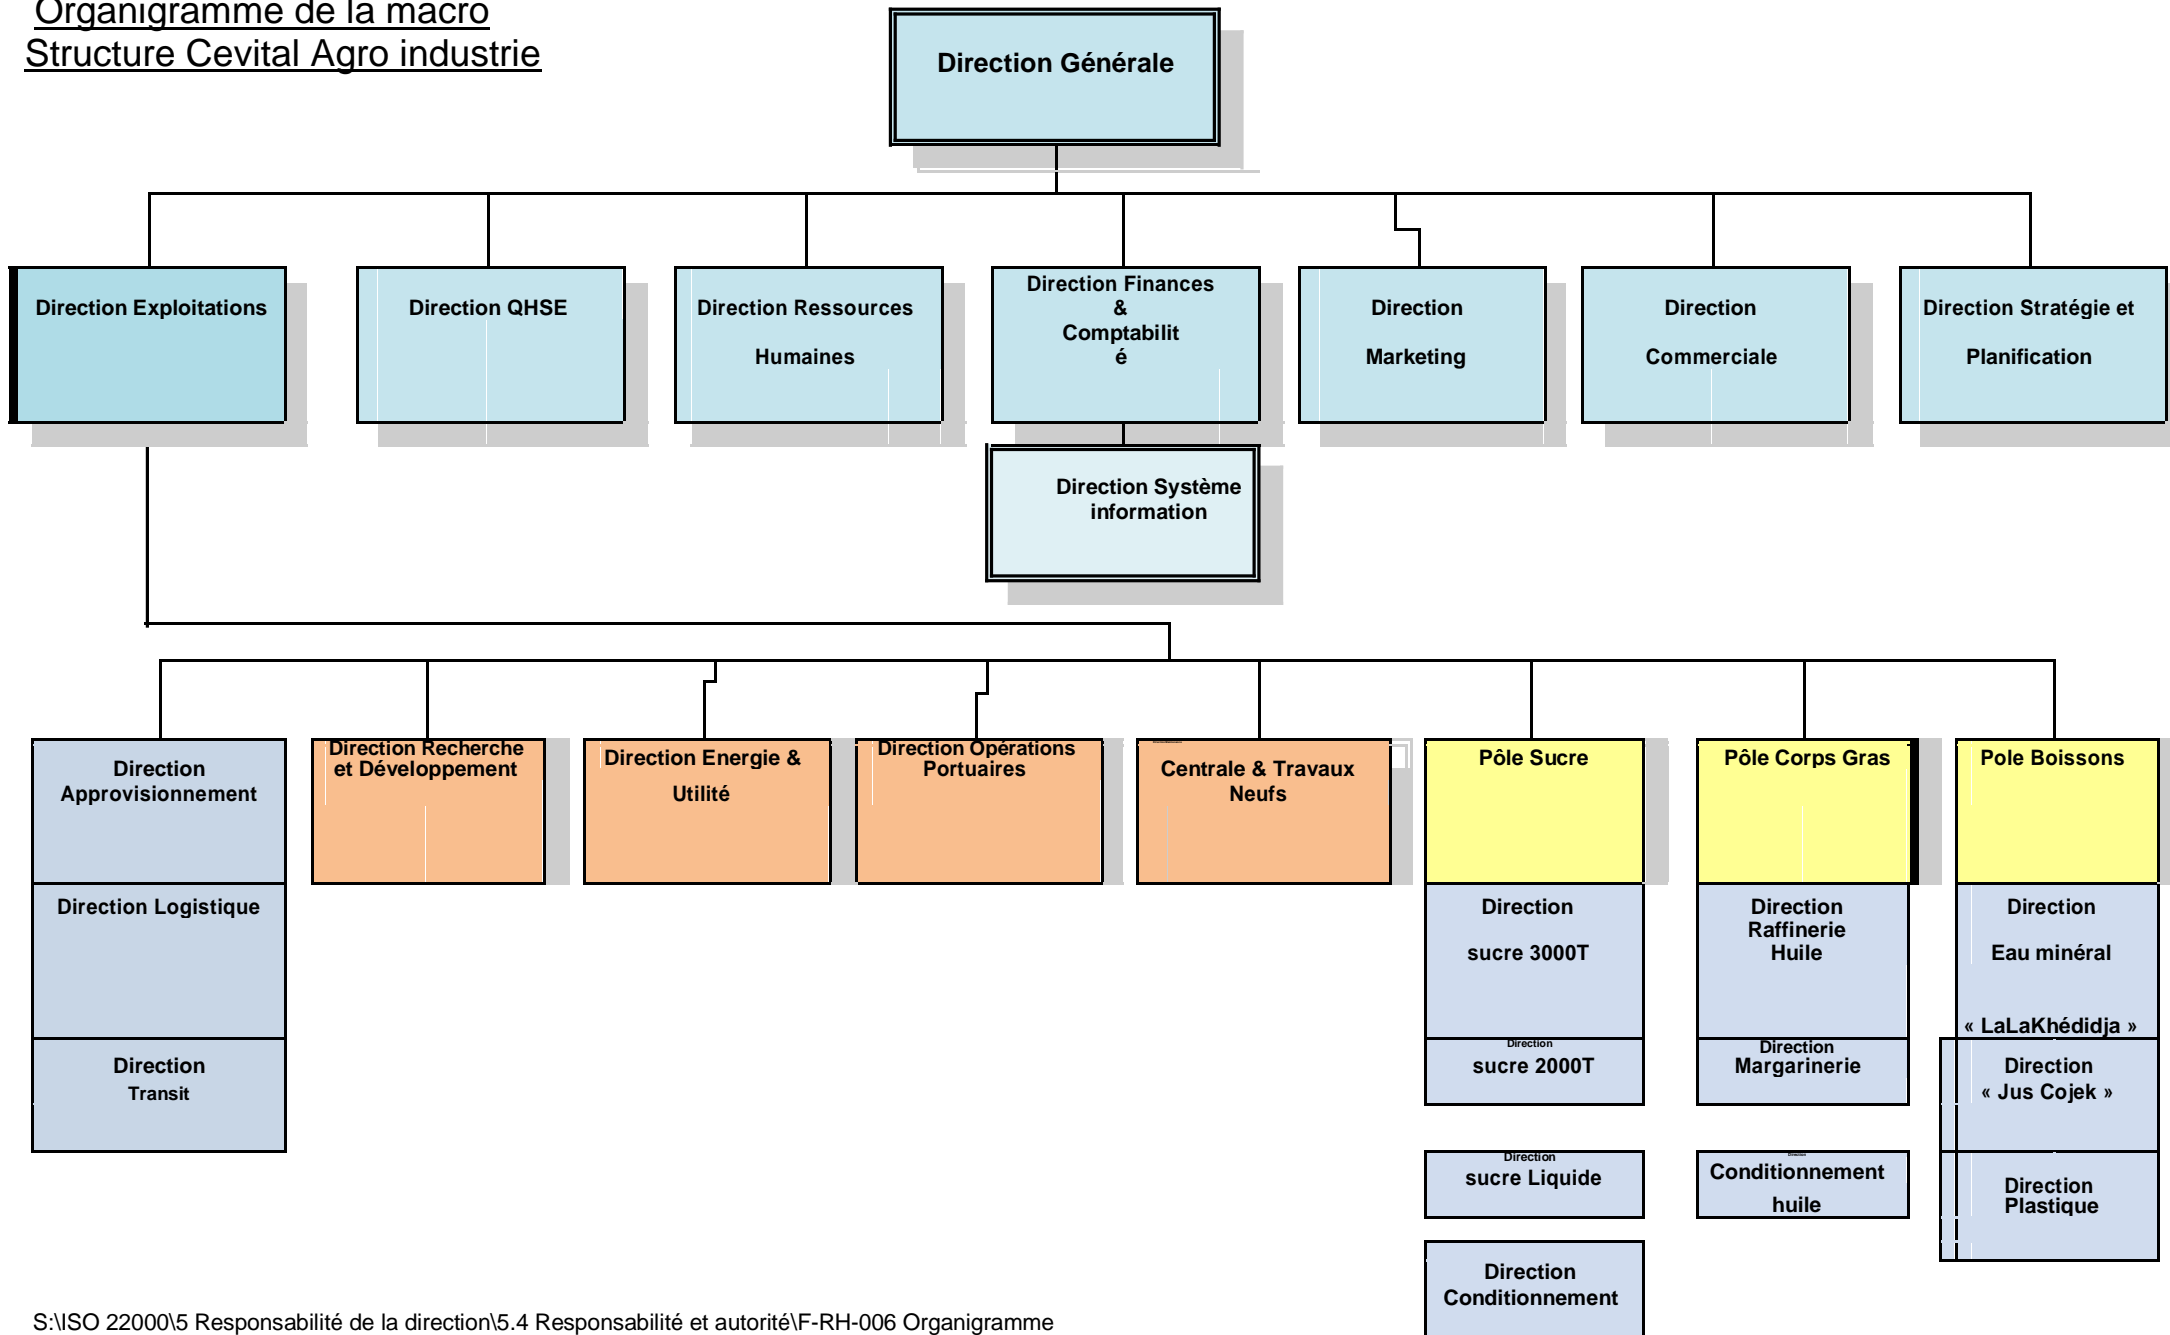 Organigramme de la macro
Structure Cevital Agro industrie
Direction Générale
Direction Exploitations
Direction QHSE
Direction Ressources
Humaines
Direction Finances
&
Comptabilit
é
Direction
Marketing
Direction
Commerciale
Direction Stratégie et
Planification
Direction Système
information
Direction
Approvisionnement
Direction Logistique
Direction
Transit
Direction Recherche
et Développement
Direction Energie &
Utilité
Direction Opérations
Portuaires
Centrale & Travaux
Neufs
Pôle Sucre
Direction
sucre 3000T
Direction
sucre 2000T
Direction
sucre Liquide
Direction
Conditionnement
Pôle Corps Gras
Direction
Raffinerie
Huile
Direction
Margarinerie
Direction
Conditionnement
huile
Pole Boissons
Direction
Eau minéral
« LaLaKhédidja »
Direction
« Jus Cojek »
Direction
Plastique
S:\ISO 22000\5 Responsabilité de la direction\5.4 Responsabilité et autorité\F-RH-006 Organigramme